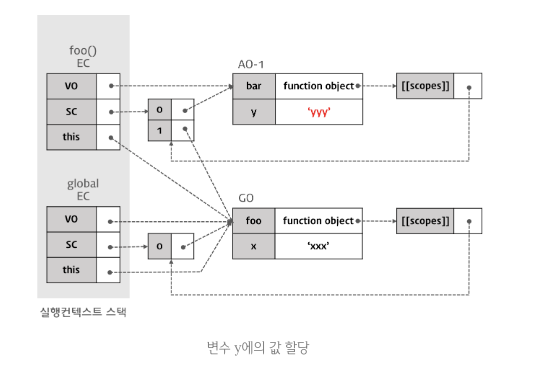 foo()
EC
VO
SC
this
0
1
AO-1
bar function object
y 'yyy'
[[scopes]]
global
EC
VO
SC
this
0
GO
foo function object
x 'xxx'
[[scopes]]
실행컨텍스트 스택
변수 y에의 값 할당